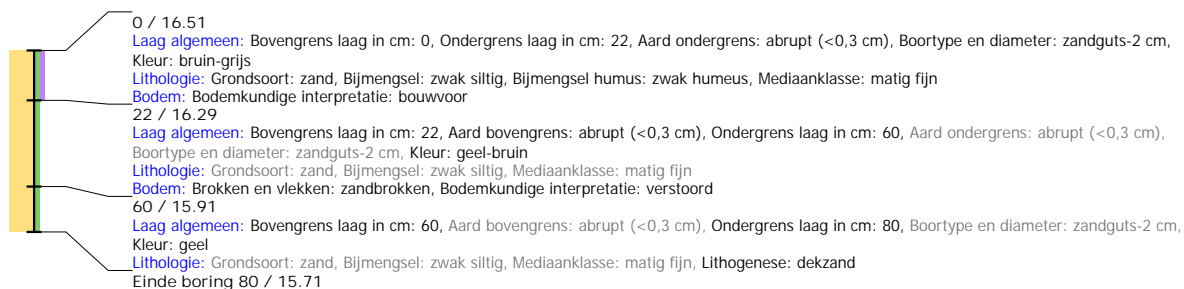 0 / 16.51
Laag algemeen: Bovengrens laag in cm: 0, Ondergrens laag in cm: 22, Aard ondergrens: abrupt (<0,3 cm), Boortype en diameter: zandguts-2 cm,
Kleur: bruin-grijs
Lithologie: Grondsoort: zand, Bijmengsel: zwak siltig, Bijmengsel humus: zwak humeus, Mediaanklasse: matig fijn
Bodem: Bodemkundige interpretatie: bouwvoor
22 / 16.29
Laag algemeen: Bovengrens laag in cm: 22, Aard bovengrens: abrupt (<0,3 cm), Ondergrens laag in cm: 60, Aard ondergrens: abrupt (<0,3 cm),
Boortype en diameter: zandguts-2 cm, Kleur: geel-bruin
Lithologie: Grondsoort: zand, Bijmengsel: zwak siltig, Mediaanklasse: matig fijn
Bodem: Brokken en vlekken: zandbrokken, Bodemkundige interpretatie: verstoord
60 / 15.91
Laag algemeen: Bovengrens laag in cm: 60, Aard bovengrens: abrupt (<0,3 cm), Ondergrens laag in cm: 80, Boortype en diameter: zandguts-2 cm,
Kleur: geel
Lithologie: Grondsoort: zand, Bijmengsel: zwak siltig, Mediaanklasse: matig fijn, Lithogenese: dekzand
Einde boring 80 / 15.71